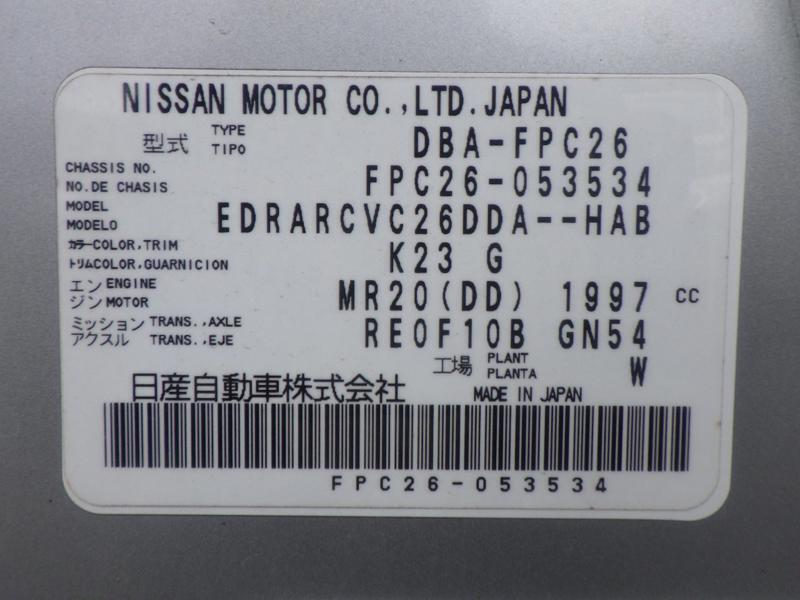 NISSAN MOTOR CO.,LTD.JAPAN
型式 TYPE TIPO DBA-FPC26
CHASSIS NO.
NO.DE CHASIS FPC26-053534
MODEL
MODELO EDRARCVC26DDA--HAB
カラーCOLOR,TRIM
トリムCOLOR,GUARNICION K23 G
エンジン ENGINE MOTOR MR20(DD) 1997 CC
ミッション TRANS.,AXLE
アクスル TRANS.,EJE RE0F10B GN54
工場 PLANT PLANTA W
日産自動車株式会社 MADE IN JAPAN
FPC26-053534